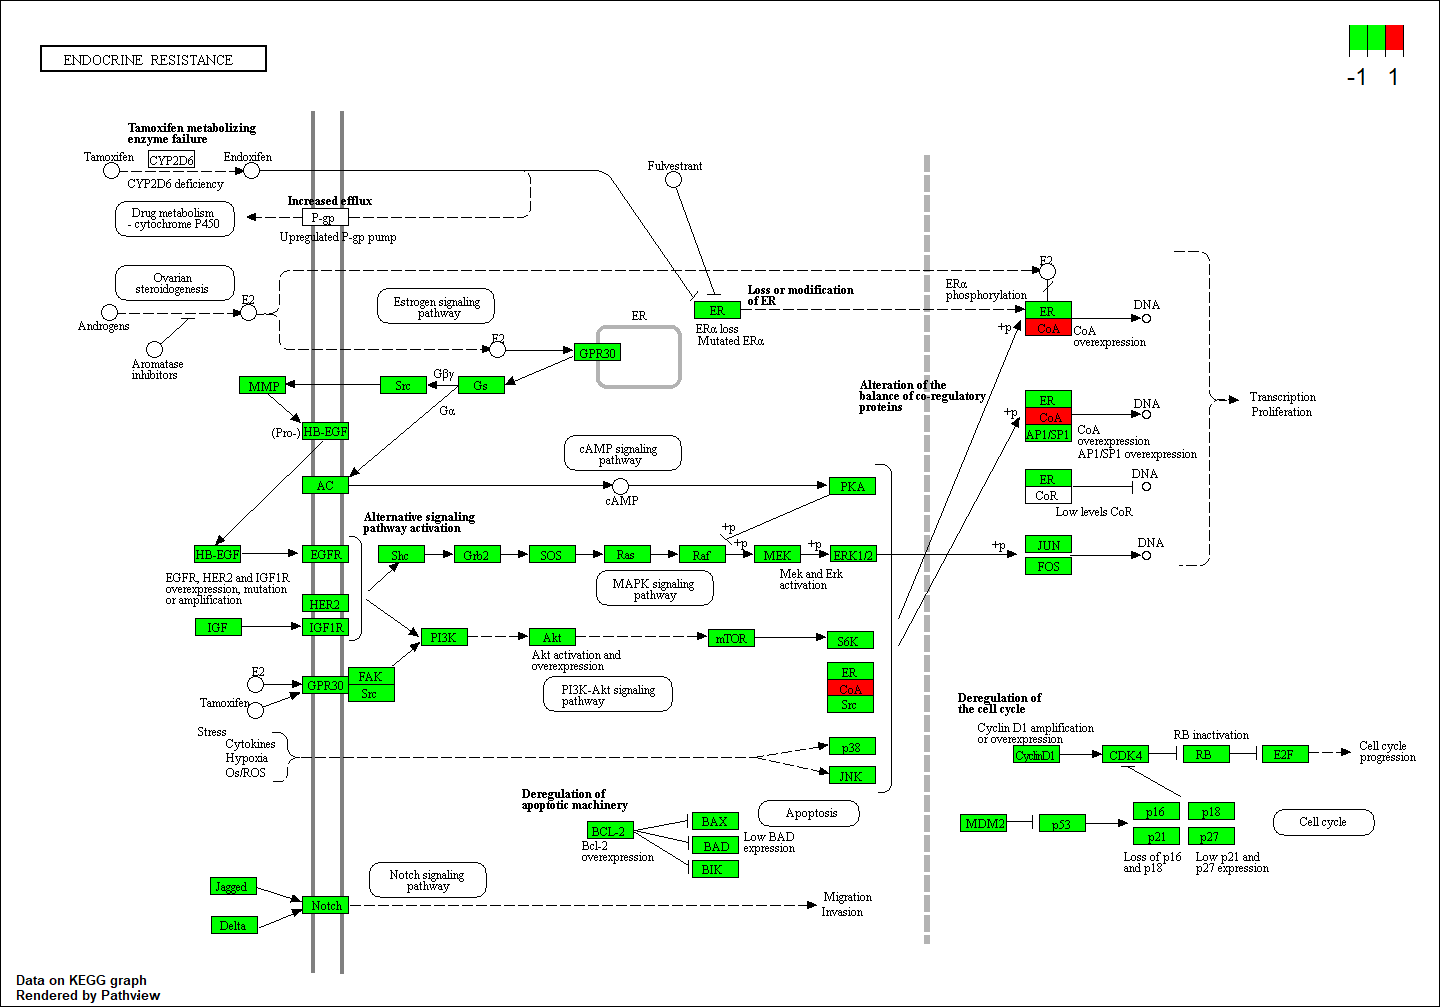 ENDOCRINE RESISTANCE
-1 1
Tamoxifen metabolizing
enzyme failure
Tamoxifen
CYP2D6
Endoxifen
CYP2D6 deficiency
Fulvestrant
Increased efflux
Drug metabolism
- cytochrome P450
P-gp
Upregulated P-gp pump
Ovarian
steroidogenesis
E2
Androgens
Aromatase
inhibitors
Estrogen signaling
pathway
E2
ER
GPR30
ER
Loss or modification
of ER
ERα loss
Mutated ERα
E2
ERα
phosphorylation
ER
CoA
+p
CoA
overexpression
DNA
MMP
Src
Gβγ
Gs
Gα
Alteration of the
balance of co-regulatory
proteins
+p
ER
CoA
AP1/SP1
DNA
CoA
overexpression
AP1/SP1 overexpression
Transcription
Proliferation
(Pro-)
HB-EGF
cAMP signaling
pathway
AC
cAMP
PKA
ER
CoR
DNA
Low levels CoR
Alternative signaling
pathway activation
+p
+p
+p
HB-EGF
EGFR
Shc
Grb2
SOS
Ras
Raf
MEK
ERK1/2
+p
JUN
FOS
DNA
EGFR, HER2 and IGF1R
overexpression, mutation
or amplification
HER2
MAPK signaling
pathway
Mek and Erk
activation
IGF
IGF1R
PI3K
Akt
mTOR
S6K
Akt activation and
overexpression
E2
Tamoxifen
GPR30
FAK
Src
PI3K-Akt signaling
pathway
ER
CoA
Src
Stress
Cytokines
Hypoxia
Os/ROS
p38
JNK
Deregulation of
the cell cycle
Cyclin D1 amplification
or overexpression
RB inactivation
CyclinD1
CDK4
RB
E2F
Cell cycle
progression
Deregulation of
apoptotic machinery
BCL-2
Bcl-2
overexpression
BAX
BAD
BIK
Low BAD
expression
Apoptosis
MDM2
p53
p16
p18
p21
p27
Loss of p16
and p18
Low p21 and
p27 expression
Cell cycle
Notch signaling
pathway
Jagged
Delta
Notch
Migration
Invasion
Data on KEGG graph
Rendered by Pathview